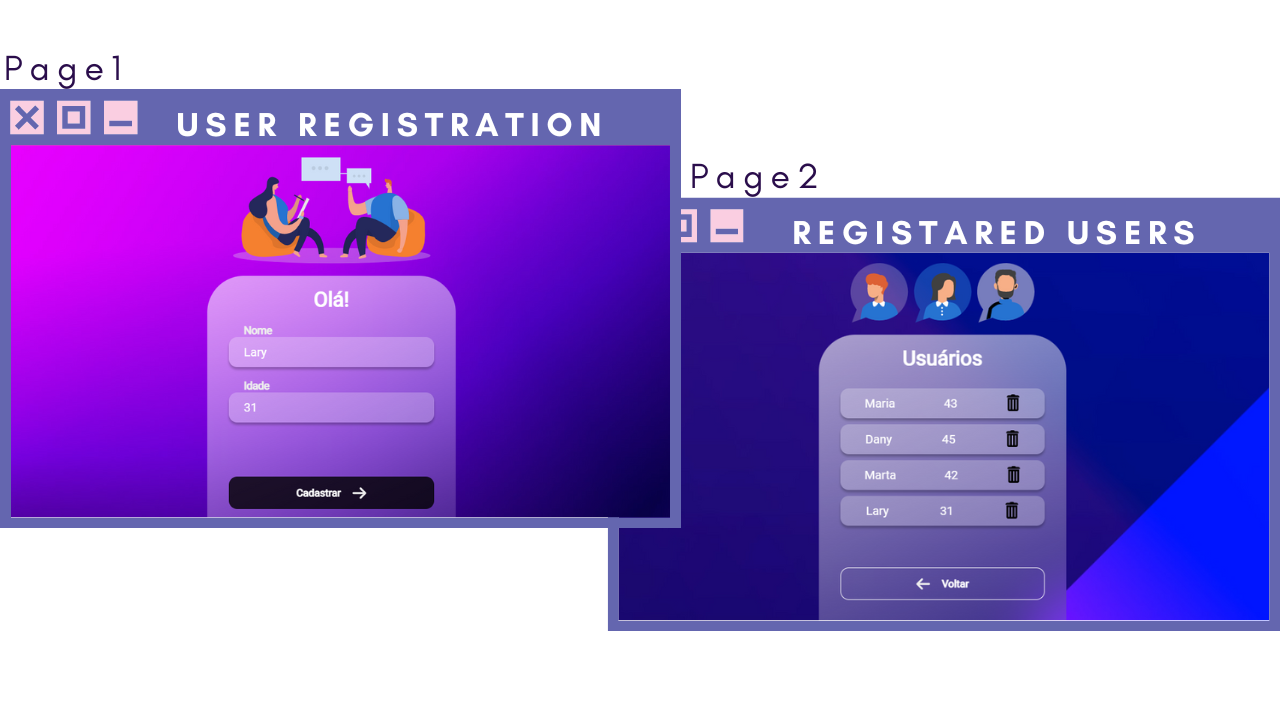 Page1
USER REGISTRATION
Olá!
Nome
Lary
Idade
31
Cadastrar
Page2
REGISTARED USERS
Usuários
Maria 43
Dany 45
Marta 42
Lary 31
Voltar